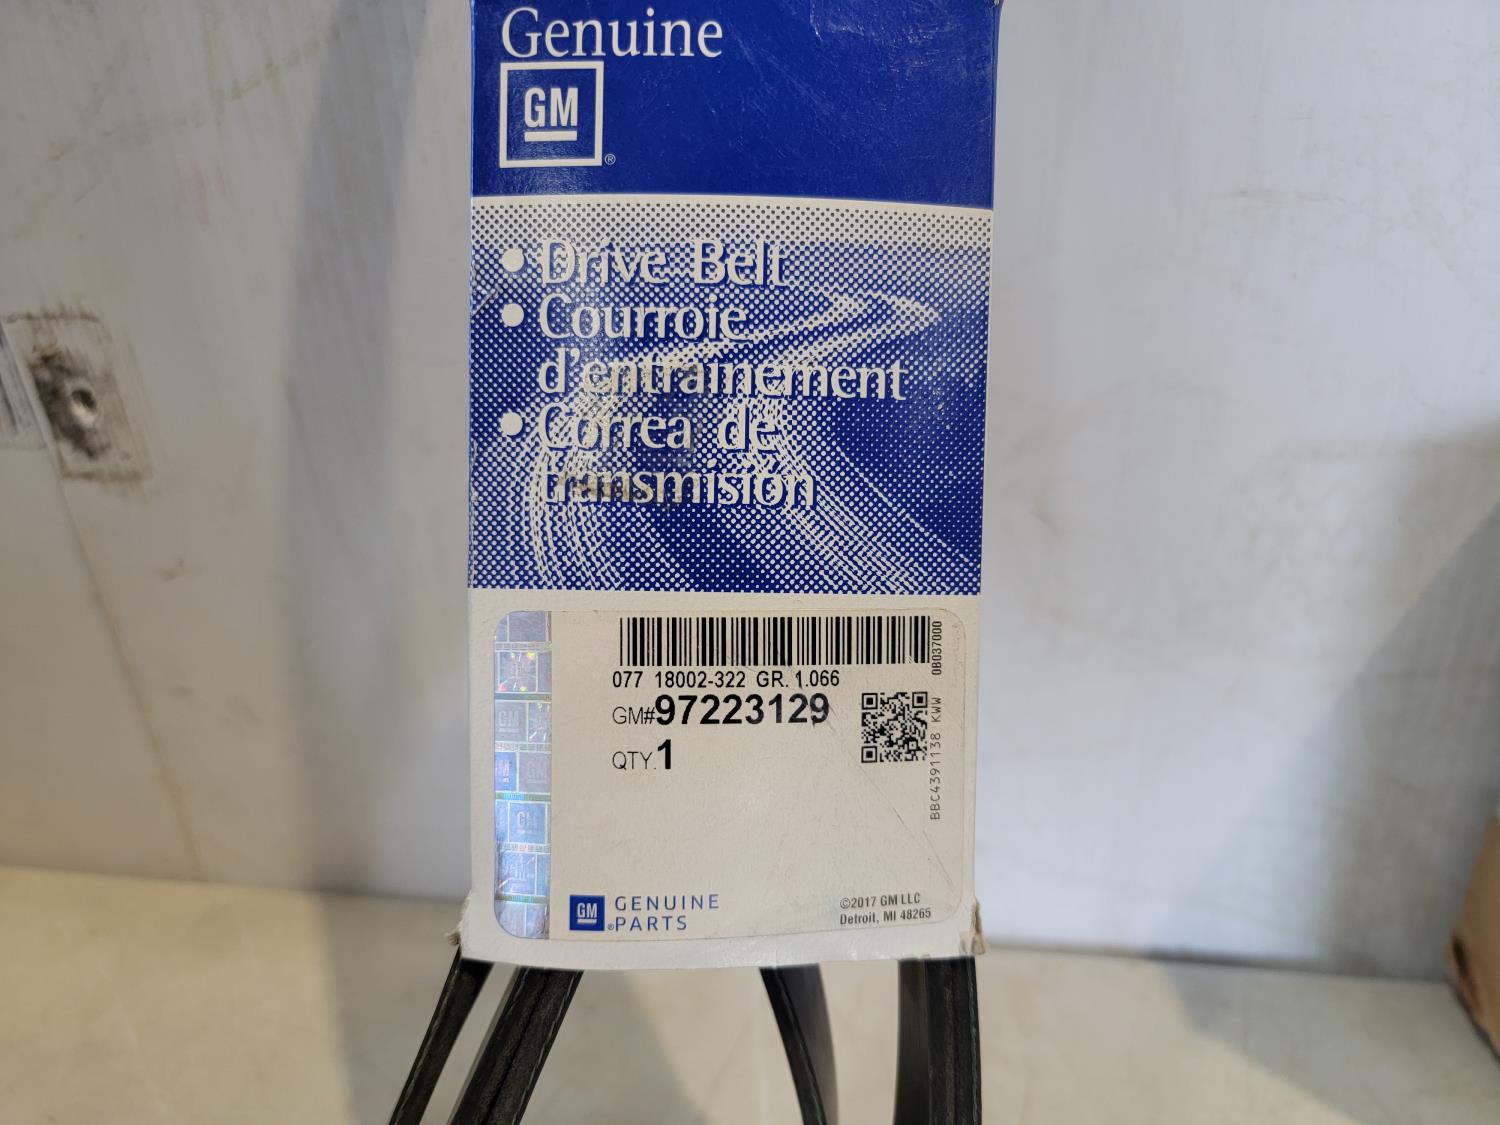 Genuine
GM
®
• Drive Belt
• Courroie
d'entraînement
• Correa de
transmisión
0B037000
077 18002-322 GR. 1.066
GM#97223129
QTY.1
BBC4391138 KWW
GM
® GENUINE
PARTS
©2017 GM LLC
Detroit, MI 48265